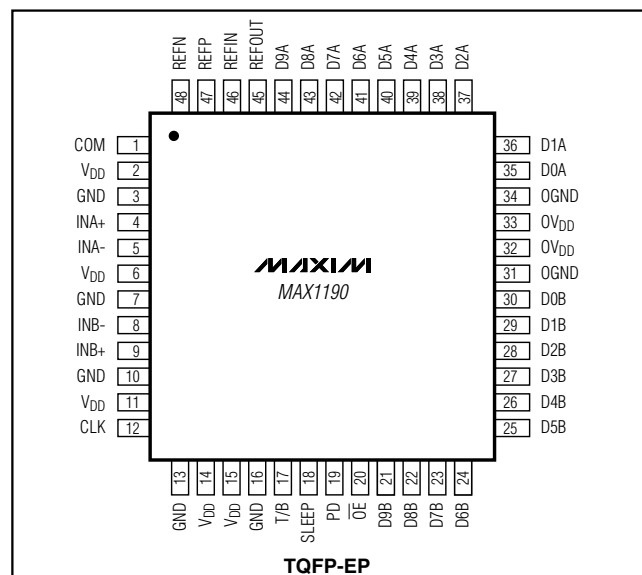 REFN REFP REFIN REFOUT D9A D8A D7A D6A D5A D4A D3A D2A
48 47 46 45 44 43 42 41 40 39 38 37
COM 1
VDD 2
GND 3
INA+ 4
INA- 5
VDD 6
GND 7
INB- 8
INB+ 9
GND 10
VDD 11
CLK 12
36 D1A
35 D0A
34 OGND
33 OVDD
32 OVDD
31 OGND
30 D0B
29 D1B
28 D2B
27 D3B
26 D4B
25 D5B
MAXIM
MAX1190
13 14 15 16 17 18 19 20 21 22 23 24
GND VDD VDD GND T/B SLEEP PD OE D9B D8B D7B D6B
TQFP-EP